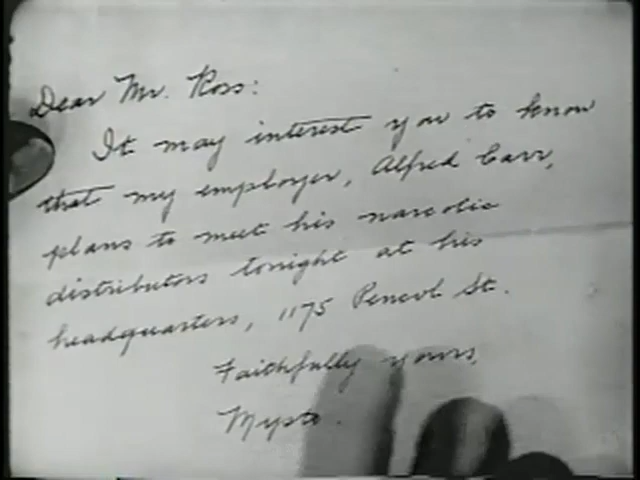 Dear Mr. Ross:
It may interest you to know
that my employer, Alfred Carr,
plans to meet his narcotic
distributors tonight at his
headquarters, 1175 St.
Faithfully yours,